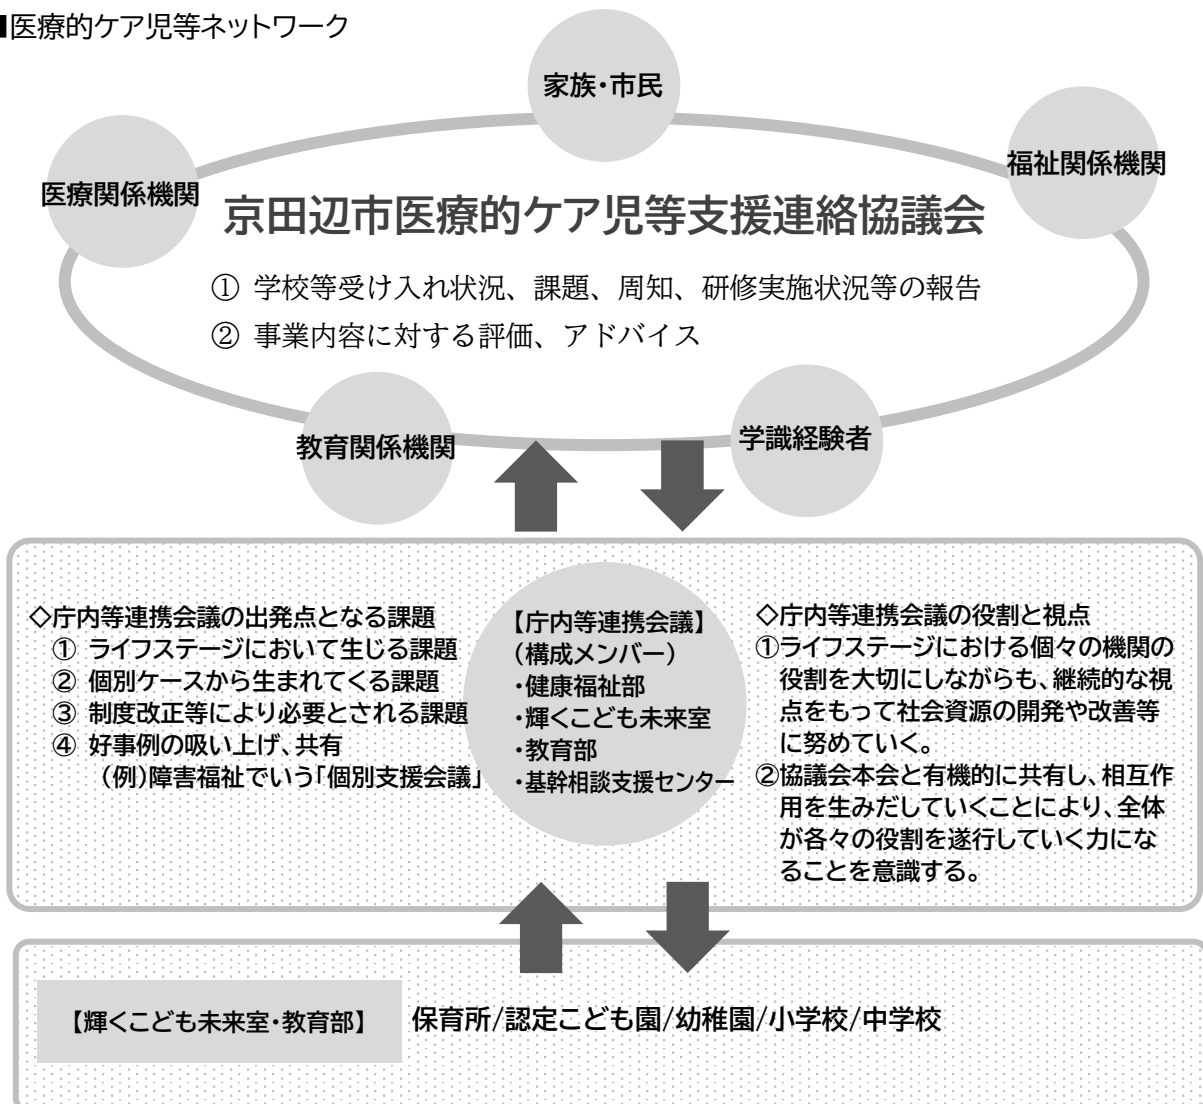 ■医療的ケア児等ネットワーク
家族・市民
医療関係機関
福祉関係機関
京田辺市医療的ケア児等支援連絡協議会
① 学校等受け入れ状況、課題、周知、研修実施状況等の報告
② 事業内容に対する評価、アドバイス
教育関係機関
学識経験者
◇庁内等連携会議の出発点となる課題
① ライフステージにおいて生じる課題
② 個別ケースから生まれてくる課題
③ 制度改正等により必要とされる課題
④ 好事例の吸い上げ、共有
(例)障害福祉でいう「個別支援会議」
【庁内等連携会議】
(構成メンバー)
・健康福祉部
・輝くこども未来室
・教育部
・基幹相談支援センター
◇庁内等連携会議の役割と視点
①ライフステージにおける個々の機関の
役割を大切にしながらも、継続的な視
点をもって社会資源の開発や改善等
に努めていく。
②協議会本会と有機的に共有し、相互作
用を生みだしていくことにより、全体
が各々の役割を遂行していく力にな
ることを意識する。
【輝くこども未来室・教育部】
保育所/認定こども園/幼稚園/小学校/中学校